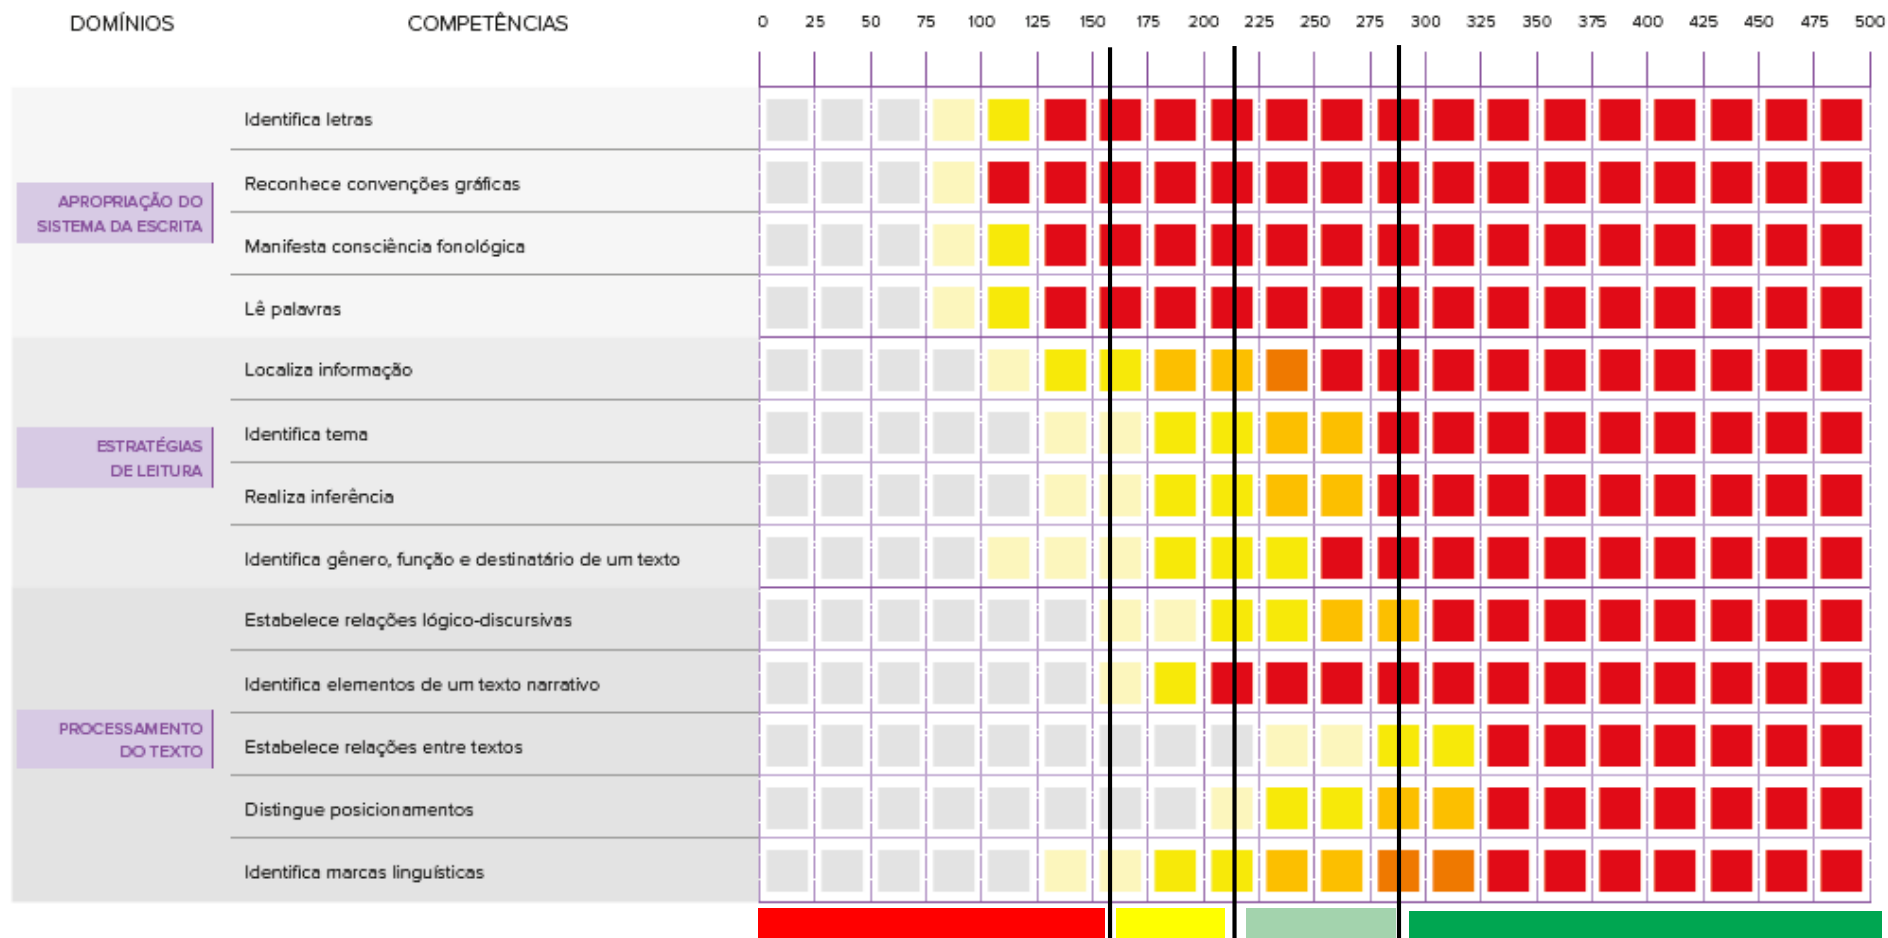 DOMÍNIOS COMPETÊNCIAS 0 25 50 75 100 125 150 175 200 225 250 275 300 325 350 375 400 425 450 475 500
APROPRIAÇÃO DO
SISTEMA DA ESCRITA
Identifica letras
Reconhece convenções gráficas
Manifesta consciência fonológica
Lê palavras
ESTRATÉGIAS
DE LEITURA
Localiza informação
Identifica tema
Realiza inferência
Identifica gênero, função e destinatário de um texto
PROCESSAMENTO
DO TEXTO
Estabelece relações lógico-discursivas
Identifica elementos de um texto narrativo
Estabelece relações entre textos
Distingue posicionamentos
Identifica marcas linguísticas